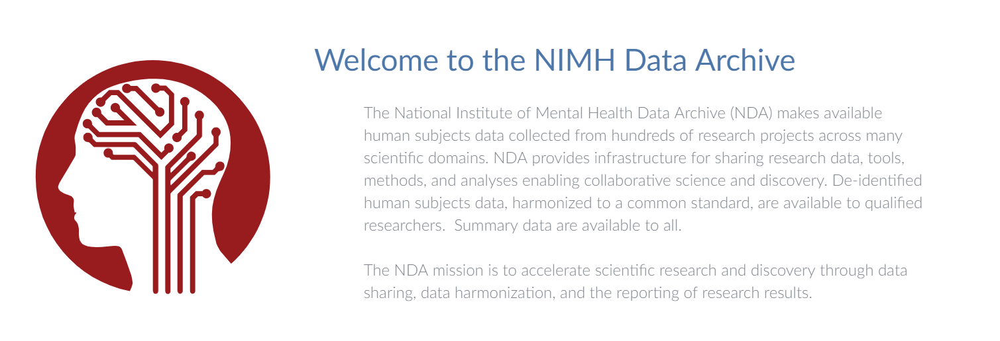 Welcome to the NIMH Data Archive
The National Institute of Mental Health Data Archive (NDA) makes available
human subjects data collected from hundreds of research projects across many
scientific domains. NDA provides infrastructure for sharing research data, tools,
methods, and analyses enabling collaborative science and discovery. De-identified
human subjects data, harmonized to a common standard, are available to qualified
researchers.  Summary data are available to all.
The NDA mission is to accelerate scientific research and discovery through data
sharing, data harmonization, and the reporting of research results.